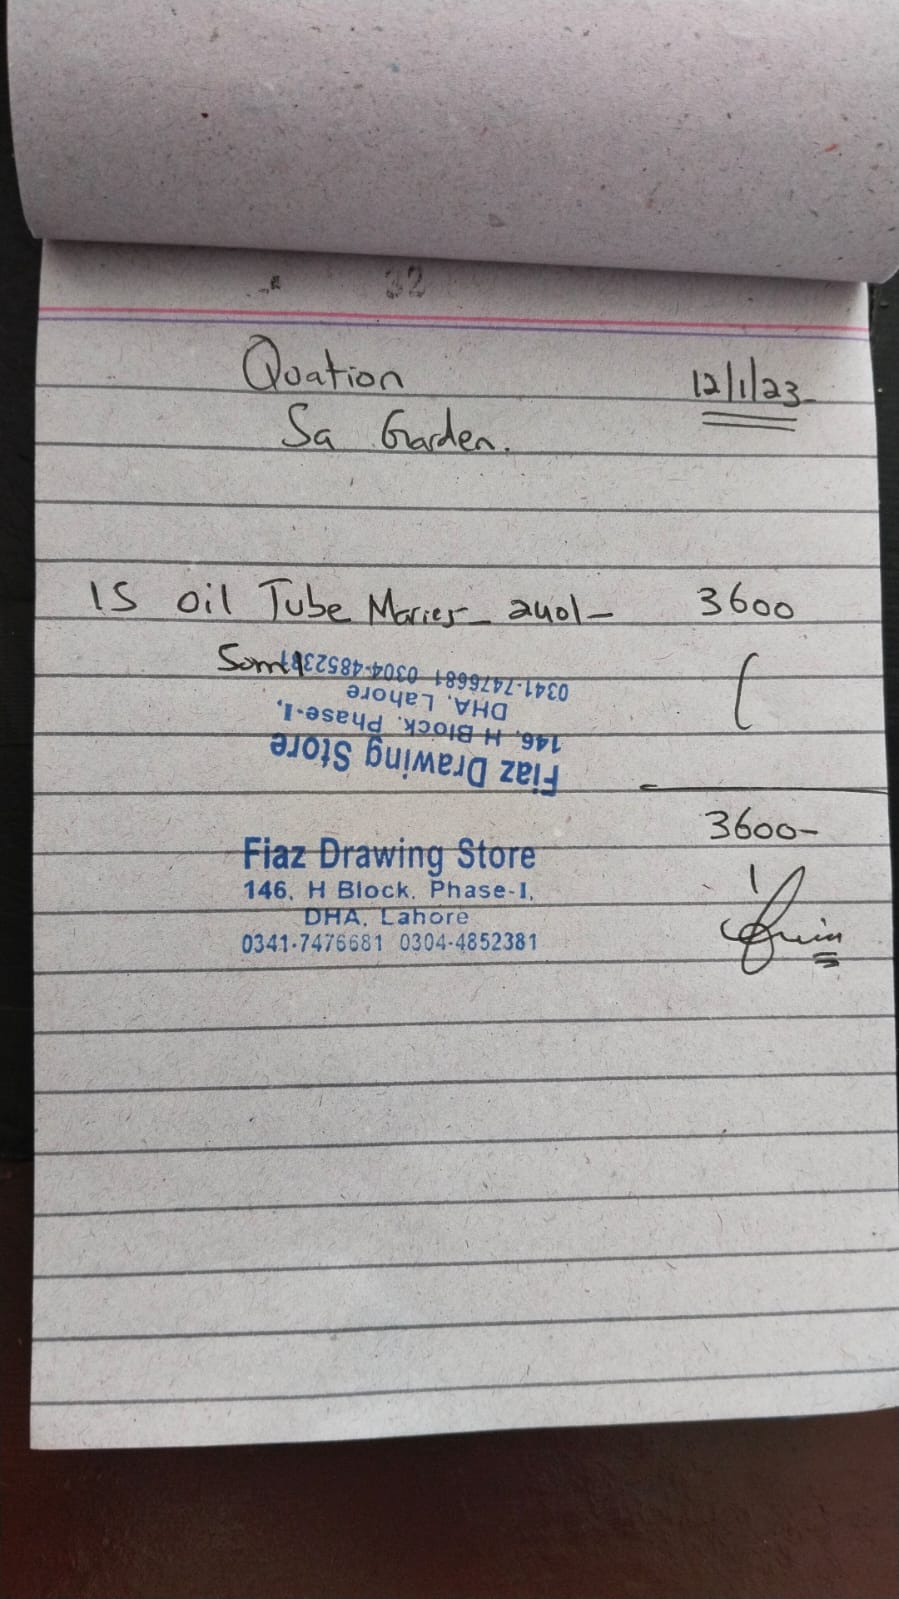 32
Quation 12/1/23
Sa Garden.
15 oil Tube Maries 240/- 3600
0341-7476681 0304-4852381
DHA, Lahore
146, H Block, Phase-I,
Fiaz Drawing Store
3600-
Fiaz Drawing Store
146, H Block, Phase-I,
DHA, Lahore
0341-7476681 0304-4852381